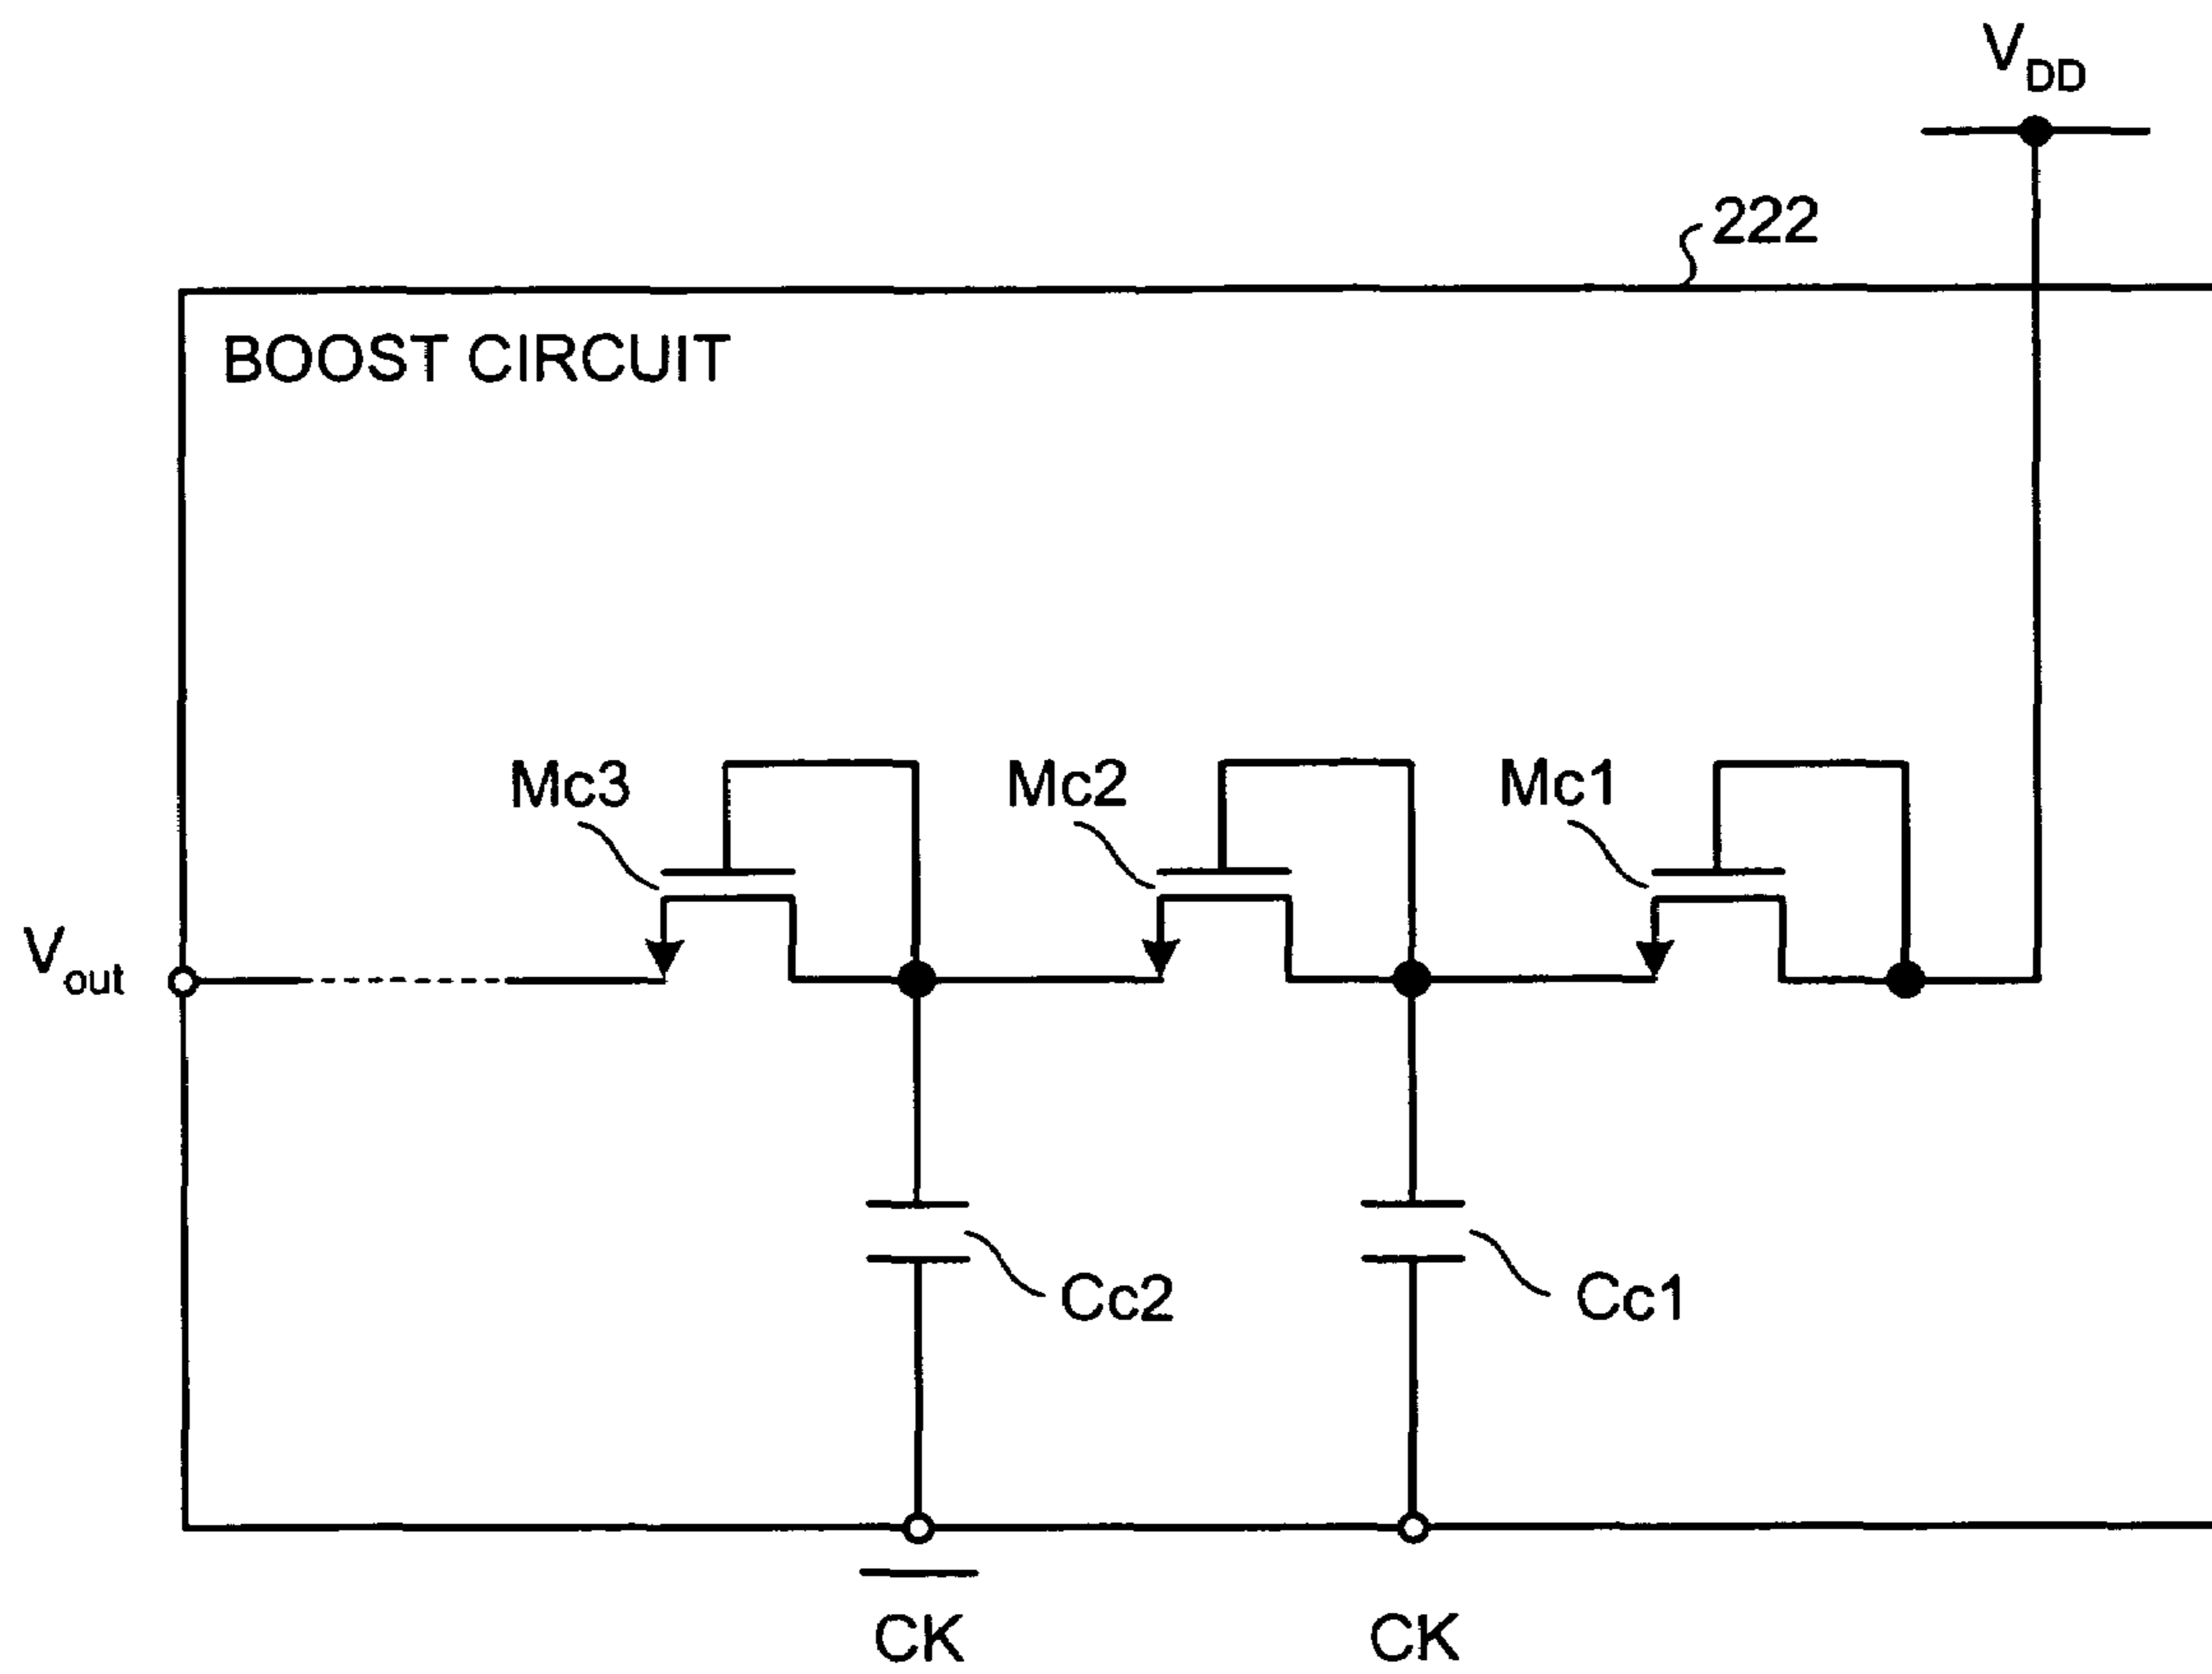 VDD
222
BOOST CIRCUIT
Mc3
Mc2
Mc1
Vout
Cc2
Cc1
CK
CK